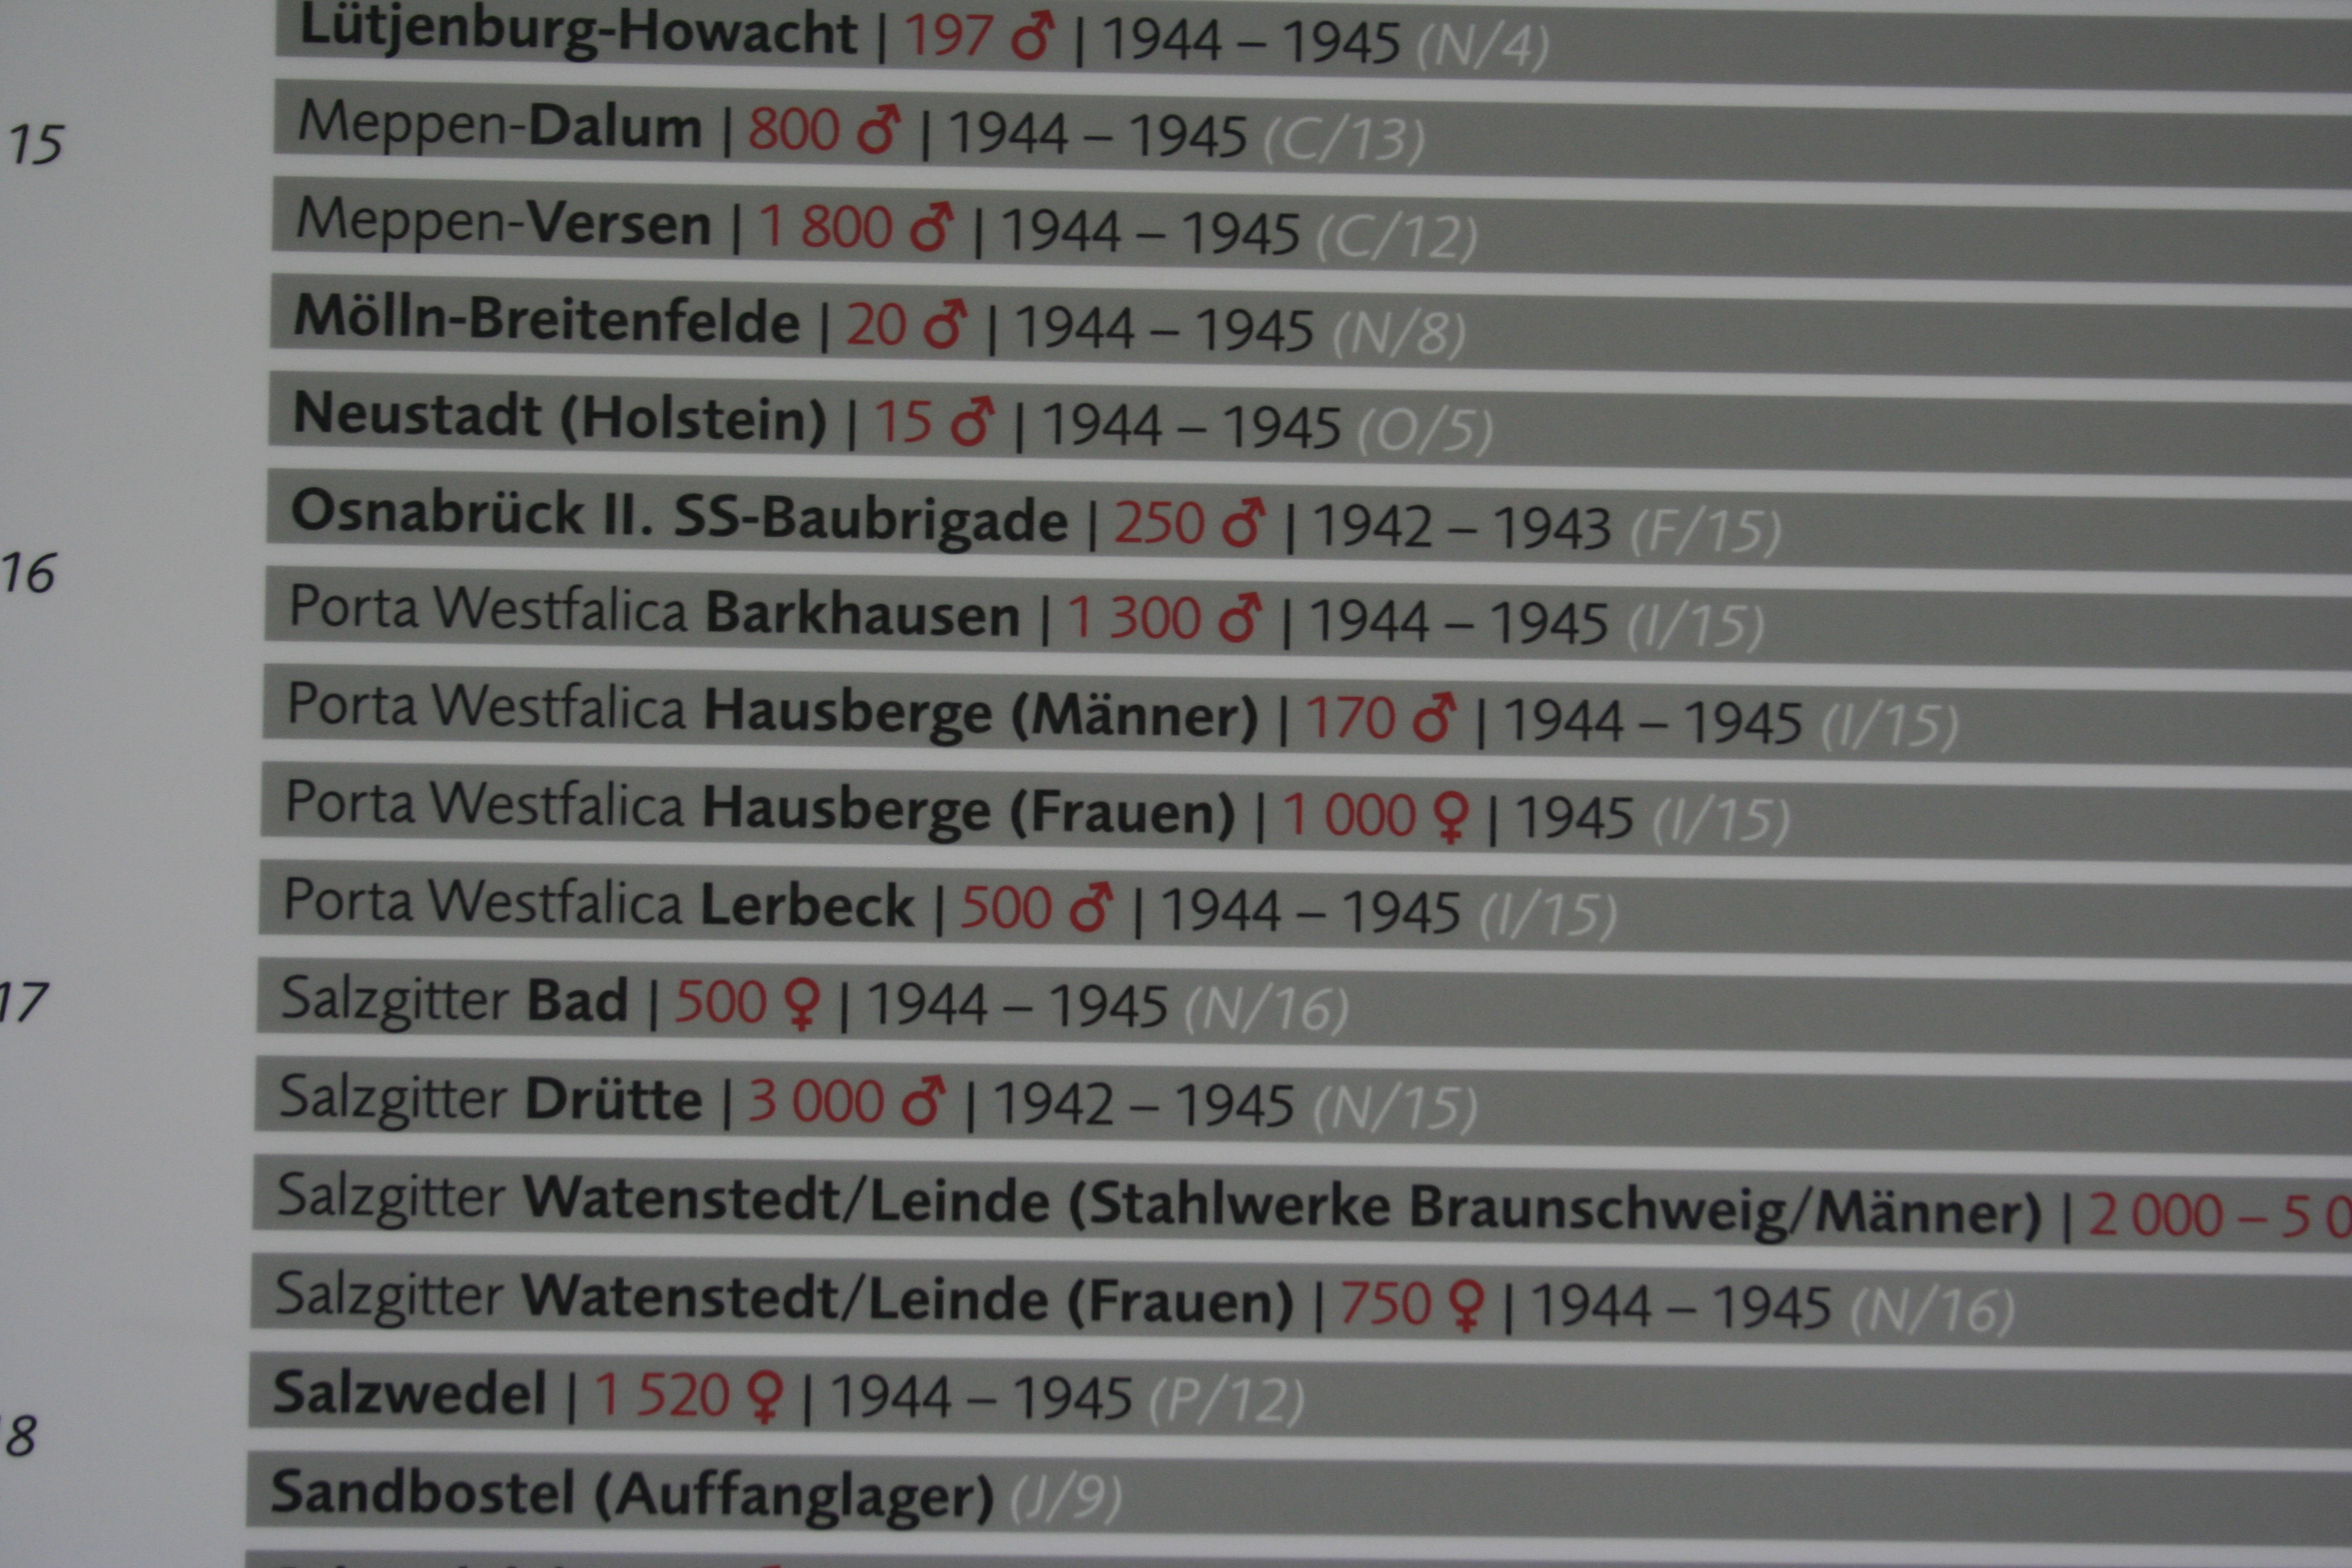 Lütjenburg-Howacht | 197 ♂ | 1944 – 1945 (N/4)
15
Meppen-Dalum | 800 ♂ | 1944 – 1945 (C/13)
Meppen-Versen | 1 800 ♂ | 1944 – 1945 (C/12)
Mölln-Breitenfelde | 20 ♂ | 1944 – 1945 (N/8)
Neustadt (Holstein) | 15 ♂ | 1944 – 1945 (O/5)
Osnabrück II. SS-Baubrigade | 250 ♂ | 1942 – 1943 (F/15)
16
Porta Westfalica Barkhausen | 1 300 ♂ | 1944 – 1945 (I/15)
Porta Westfalica Hausberge (Männer) | 170 ♂ | 1944 – 1945 (I/15)
Porta Westfalica Hausberge (Frauen) | 1 000 ♀ | 1945 (I/15)
Porta Westfalica Lerbeck | 500 ♂ | 1944 – 1945 (I/15)
17
Salzgitter Bad | 500 ♀ | 1944 – 1945 (N/16)
Salzgitter Drütte | 3 000 ♂ | 1942 – 1945 (N/15)
Salzgitter Watenstedt/Leinde (Stahlwerke Braunschweig/Männer) | 2 000 – 5 0
Salzgitter Watenstedt/Leinde (Frauen) | 750 ♀ | 1944 – 1945 (N/16)
Salzwedel | 1 520 ♀ | 1944 – 1945 (P/12)
8
Sandbostel (Auffanglager) (J/9)